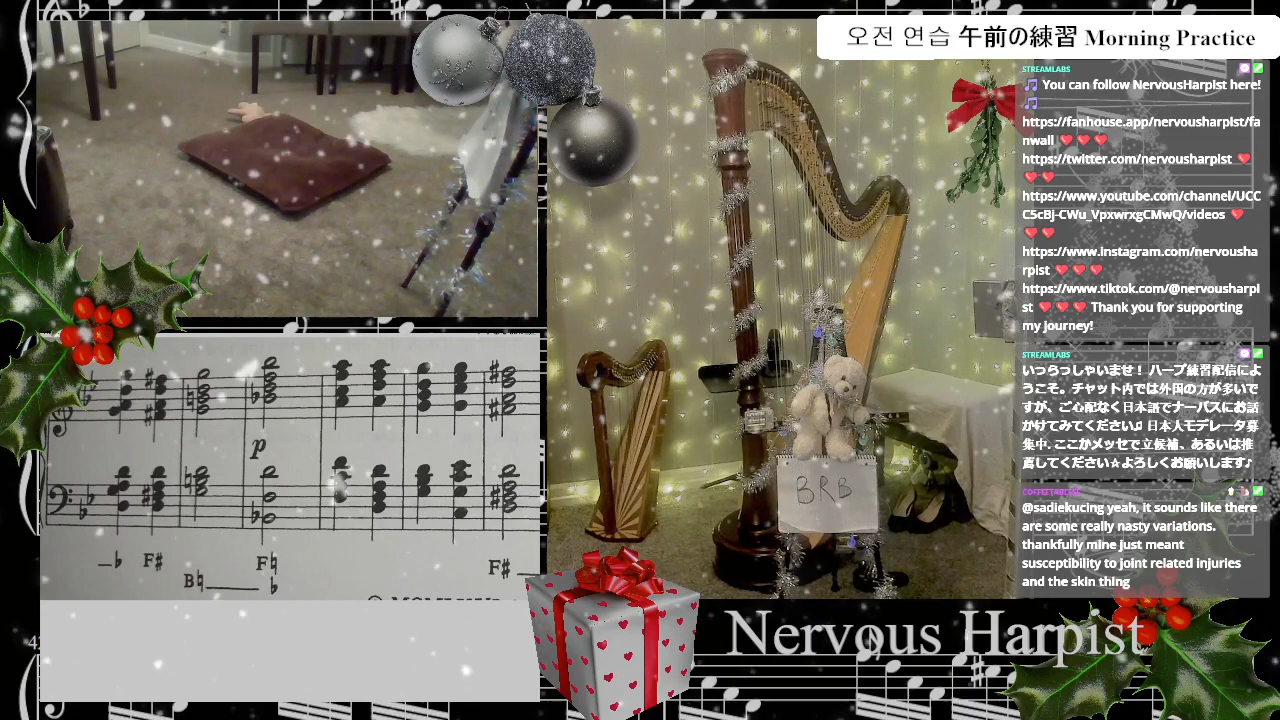 오전 연습 午前の練習 Morning Practice
STREAMLABS
🎵 You can follow NervousHarpist here!
🎵
https://fanhouse.app/nervousharpist/fa
nwall ❤️ ❤️ ❤️
https://twitter.com/nervousharpist ❤️
❤️ ❤️
https://www.youtube.com/channel/UCC
C5cBj-CWu_VpxwrxgCMwQ/videos ❤️
❤️ ❤️
https://www.instagram.com/nervousha
rpist ❤️ ❤️ ❤️
https://www.tiktok.com/@nervousharpi
st ❤️ ❤️ ❤️ Thank you for supporting
my journey!
STREAMLABS
いっらっしゃいませ！ ハープ練習配信によ
うこそ。チャット内では外国の方が多いで
すが、ご心配なく日本語でナーバスにお話
かけてみてください♫ 日本人モデレータ募
集中. ここかメッセで立候補、あるいは推
薦してください☆よろしくお願いします♪
@sadiekucing yeah, it sounds like there
are some really nasty variations.
thankfully mine just meant
susceptibility to joint related injuries
and the skin thing
p
♭ F# B♮ F♮ ♭ F#
BRB
Nervous Harpist